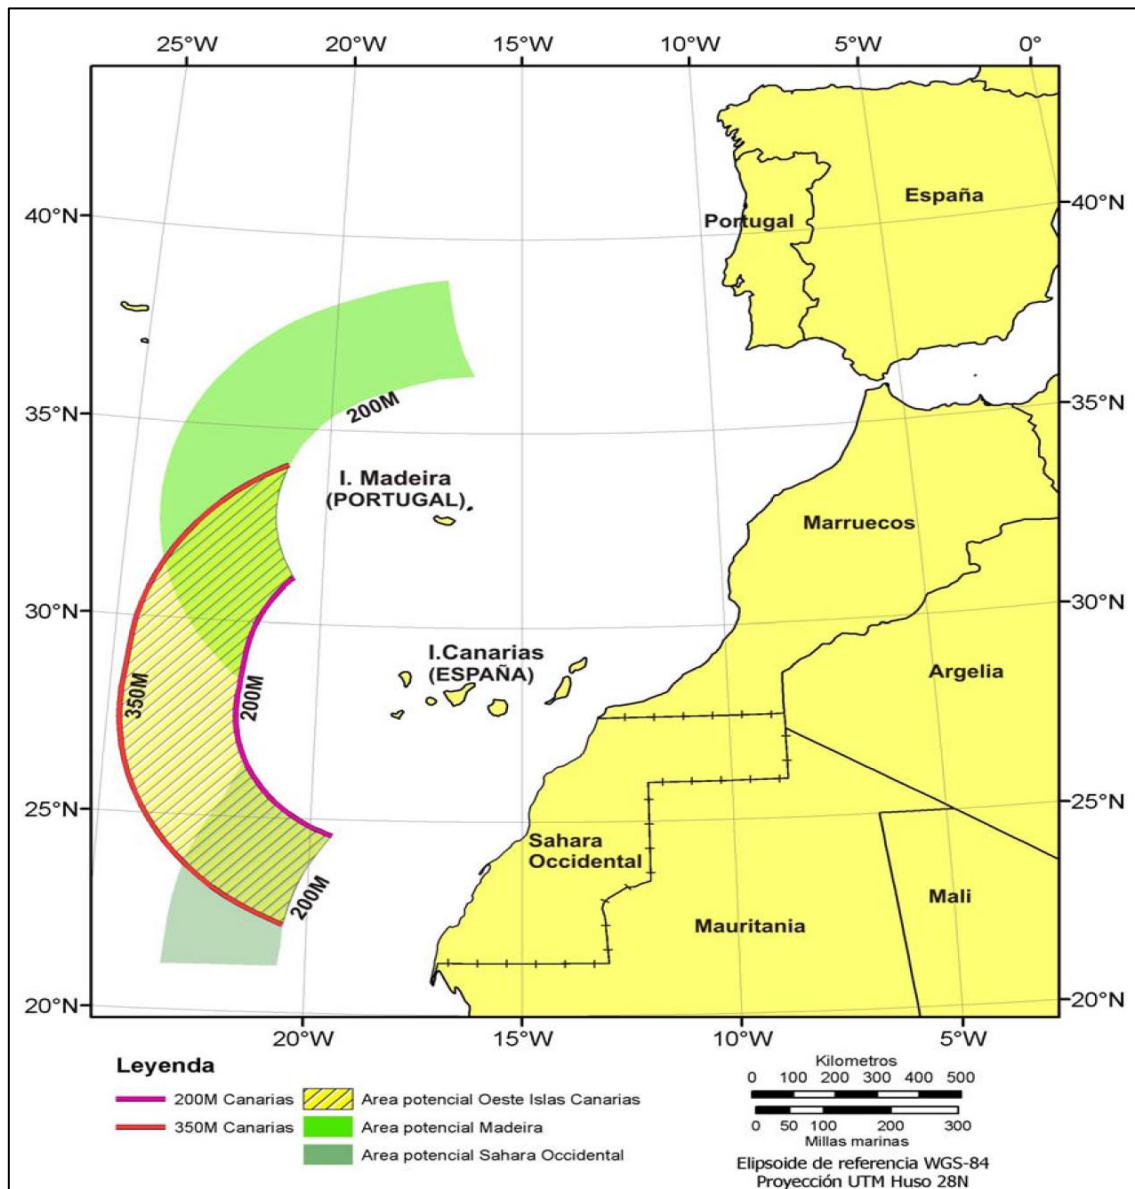 25°W 20°W 15°W 10°W 5°W 0°
España
40°N 40°N
Portugal
35°N 35°N
200M
I. Madeira
(PORTUGAL)
Marruecos
30°N 30°N
I.Canarias
(ESPAÑA)
Argelia
350M
200M
25°N 25°N
Sahara
Occidental
200M
Mali
Mauritania
20°N 20°N
20°W 15°W 10°W 5°W
Leyenda
200M Canarias
350M Canarias
Area potencial Oeste Islas Canarias
Area potencial Madeira
Area potencial Sahara Occidental
Kilometros
0 100 200 300 400 500
0 50 100 200 300
Millas marinas
Elipsoide de referencia WGS-84
Proyección UTM Huso 28N